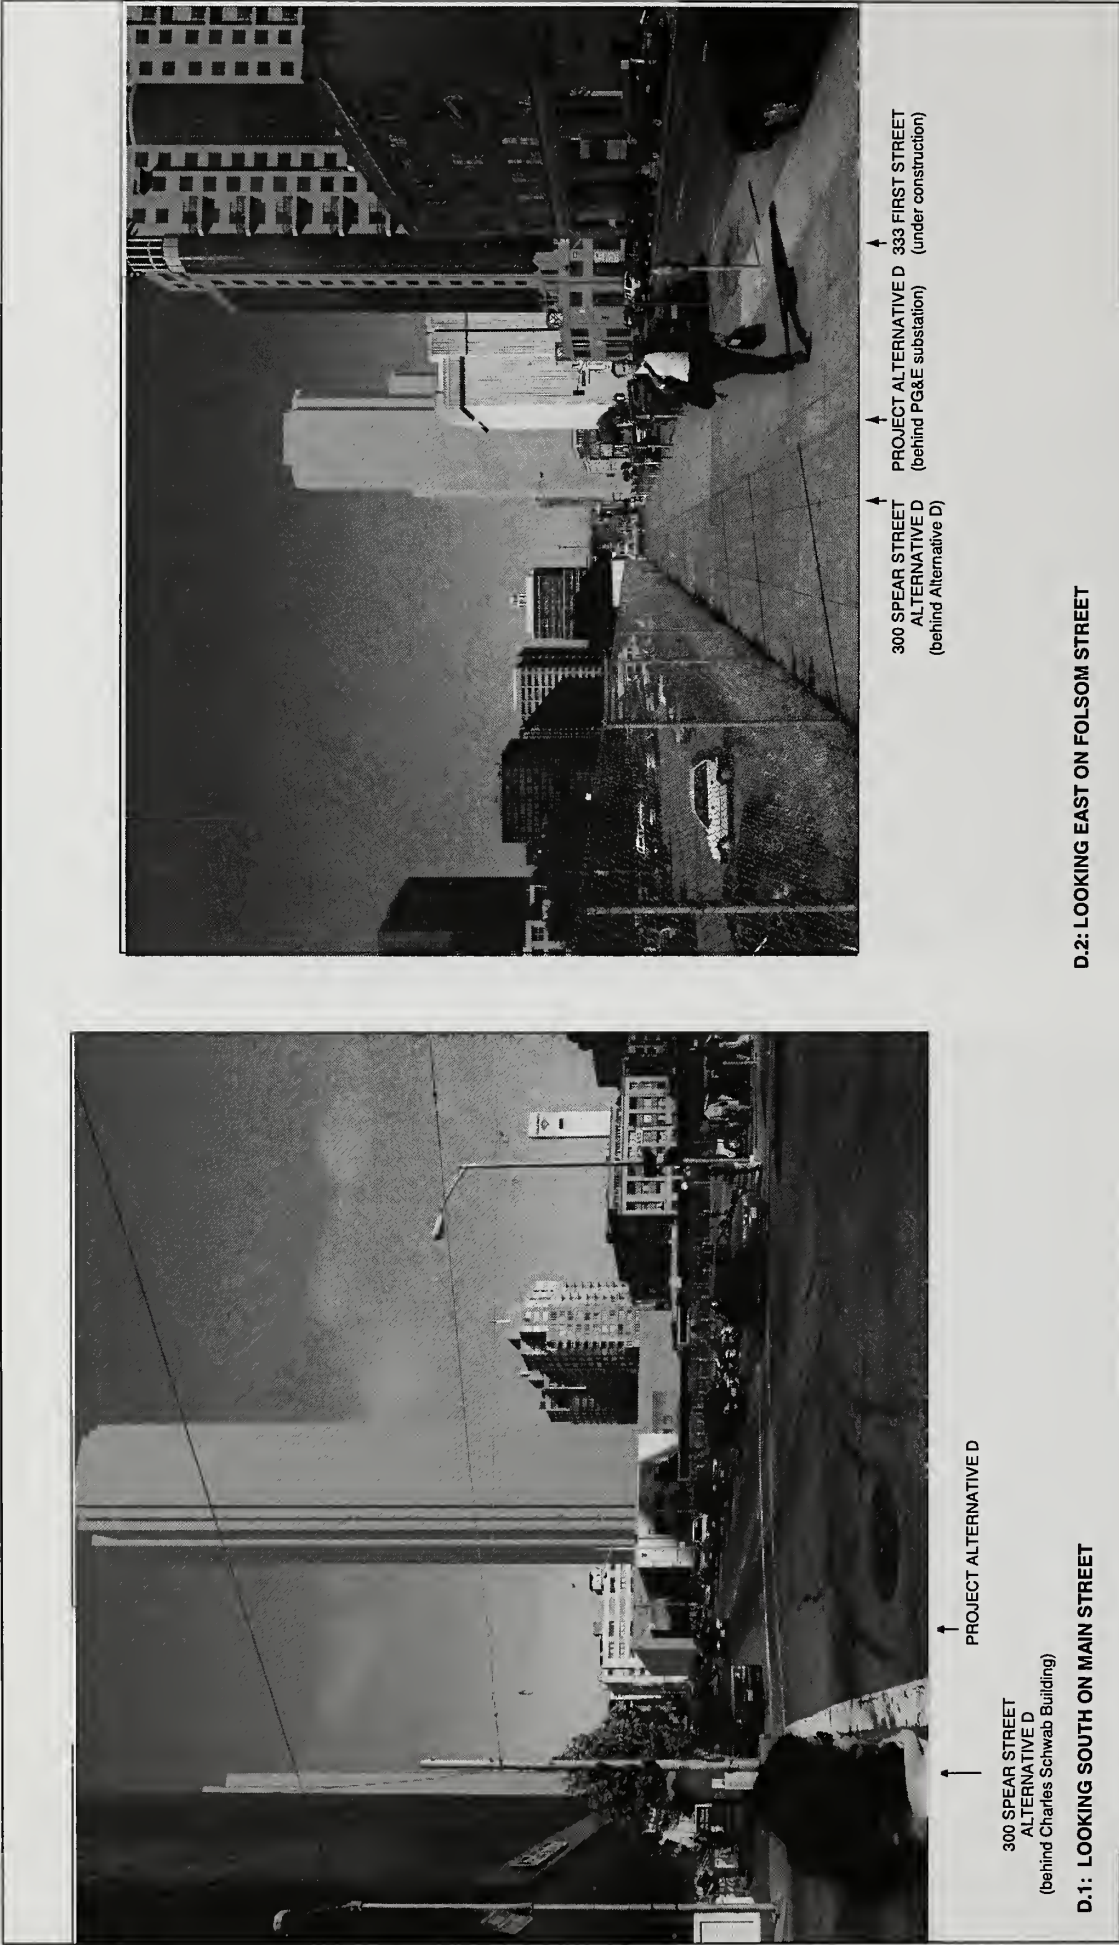 300 SPEAR STREET
ALTERNATIVE D
(behind Charles Schwab Building)
PROJECT ALTERNATIVE D
D.1: LOOKING SOUTH ON MAIN STREET
300 SPEAR STREET
ALTERNATIVE D
(behind Alternative D)
PROJECT ALTERNATIVE D
(behind PG&E substation)
333 FIRST STREET
(under construction)
D.2: LOOKING EAST ON FOLSOM STREET